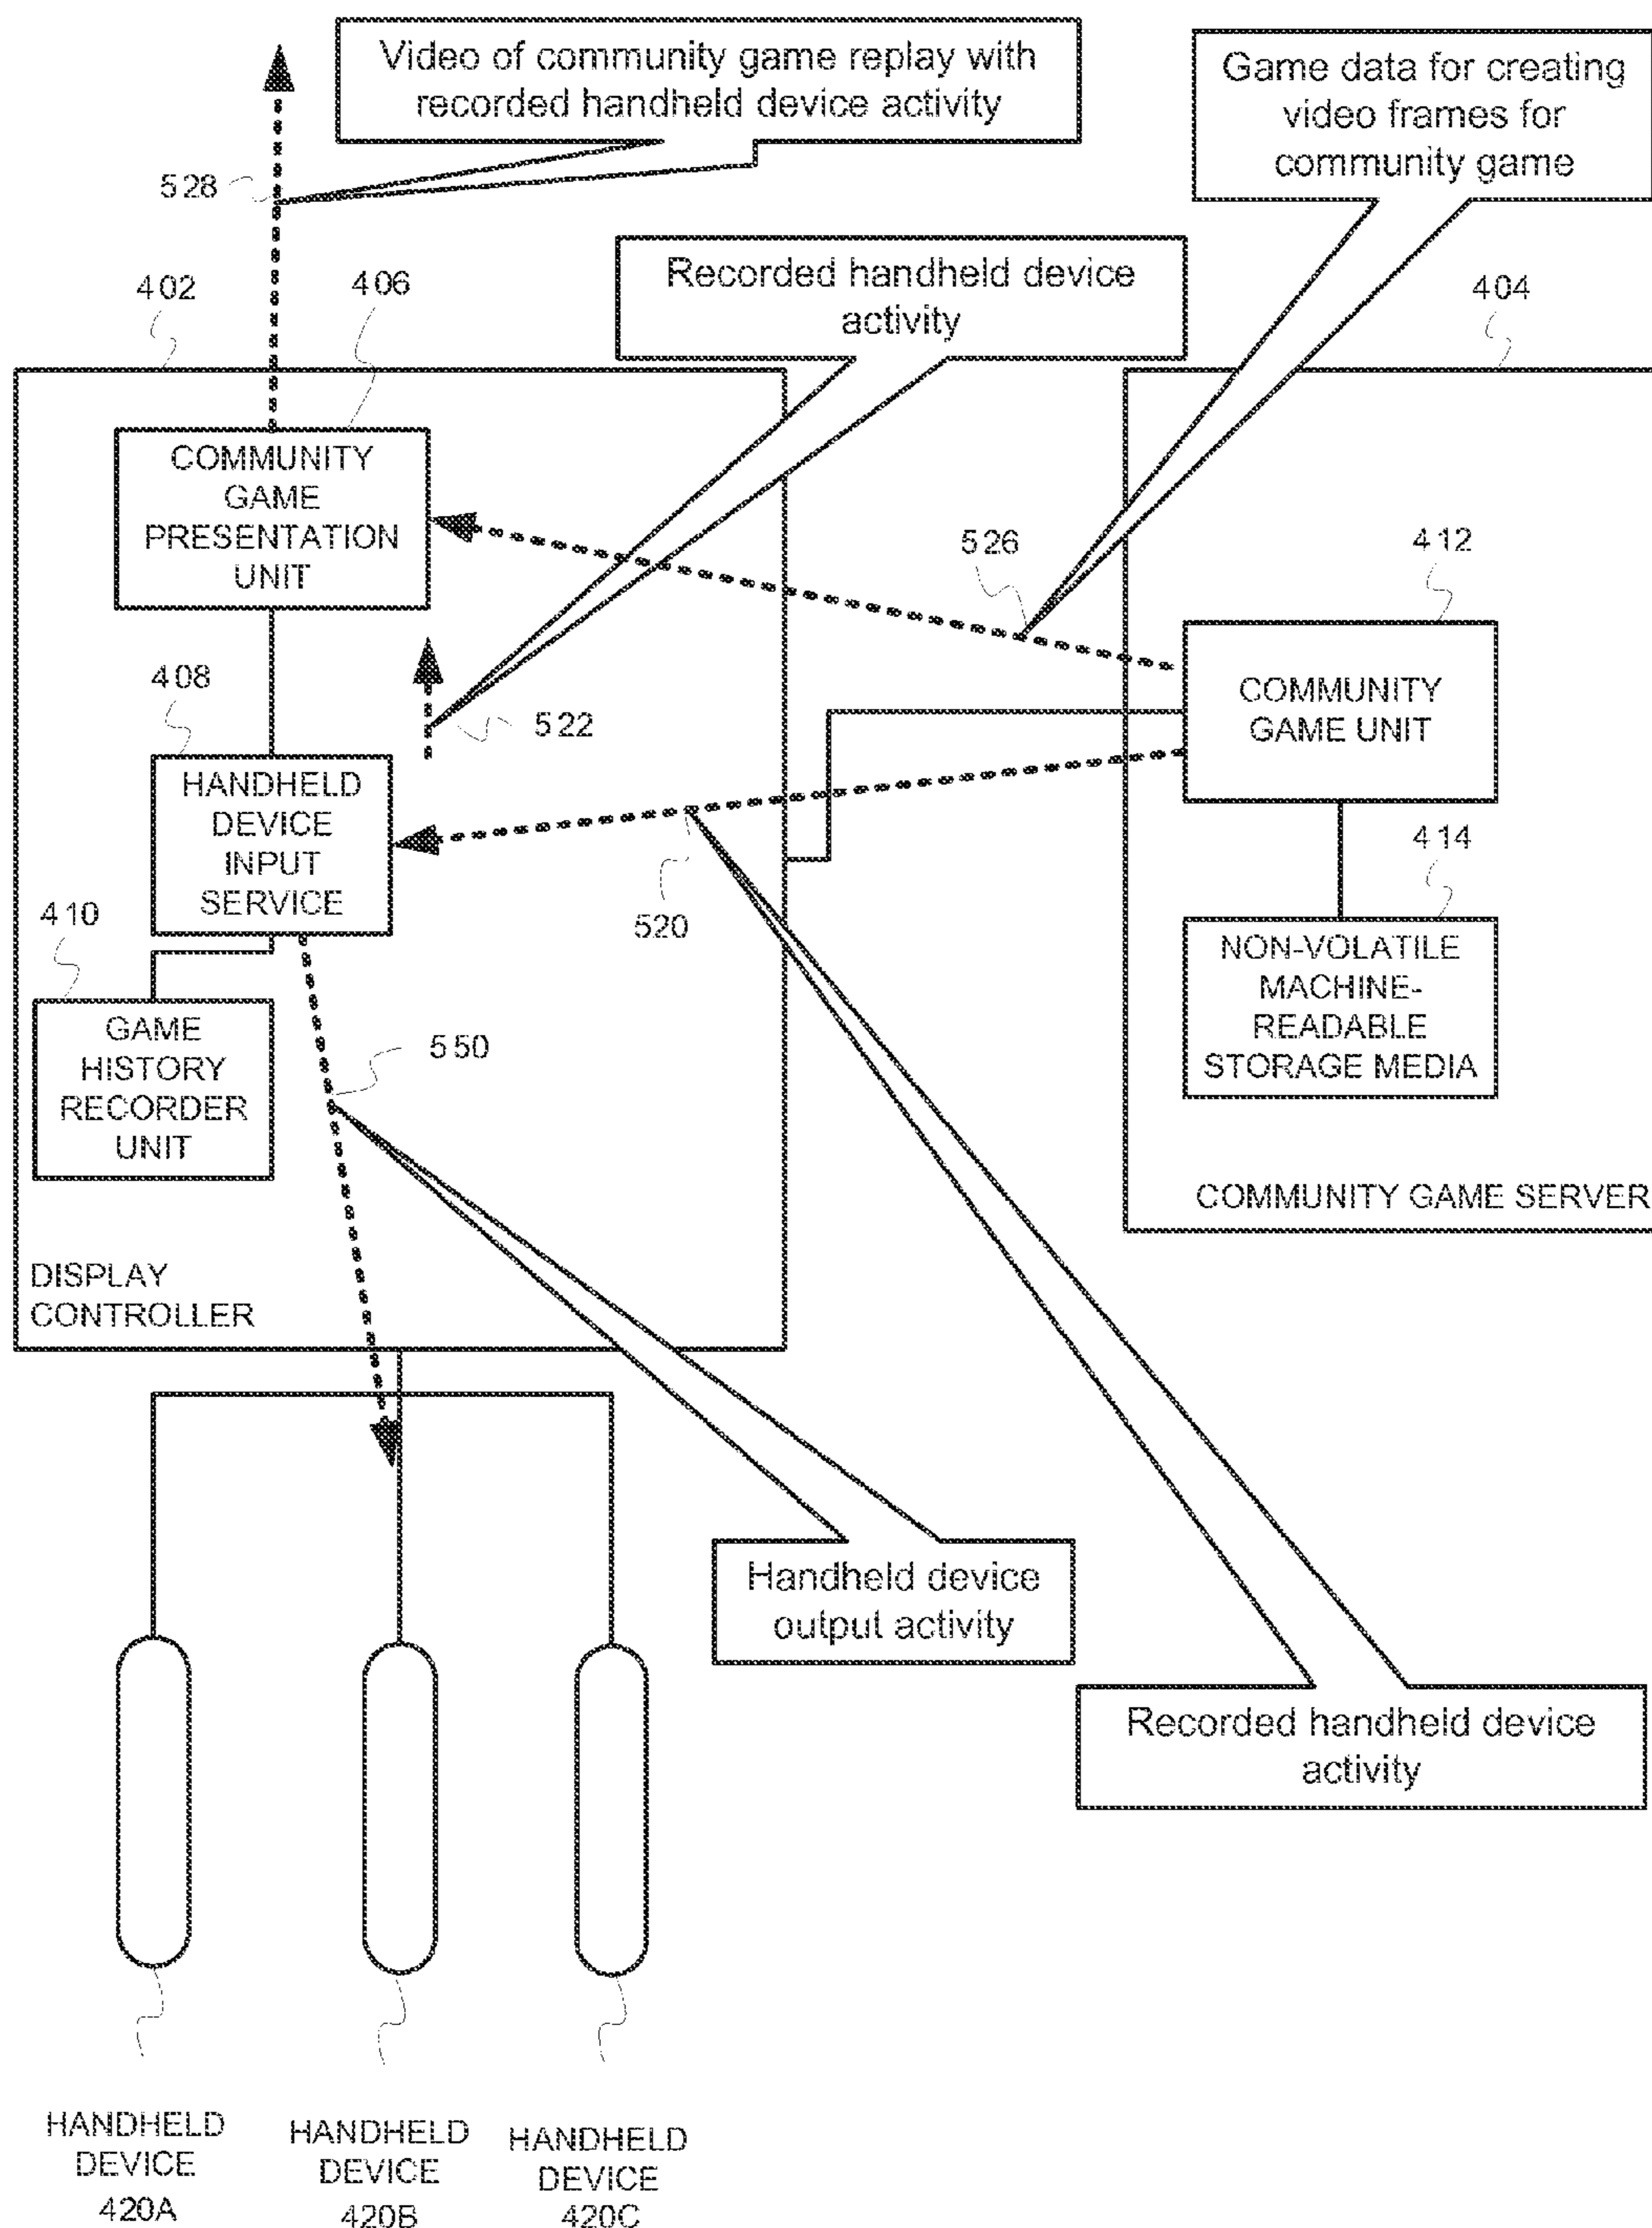 Video of community game replay with
recorded handheld device activity
Game data for creating
video frames for
community game
528
Recorded handheld device
activity
402
406
404
COMMUNITY
GAME
PRESENTATION
UNIT
526
412
408
522
COMMUNITY
GAME UNIT
HANDHELD
DEVICE
INPUT
SERVICE
414
410
520
NON-VOLATILE
MACHINE-
READABLE
STORAGE MEDIA
GAME
HISTORY
RECORDER
UNIT
550
COMMUNITY GAME SERVER
DISPLAY
CONTROLLER
Handheld device
output activity
Recorded handheld device
activity
HANDHELD
DEVICE
420A
HANDHELD
DEVICE
420B
HANDHELD
DEVICE
420C